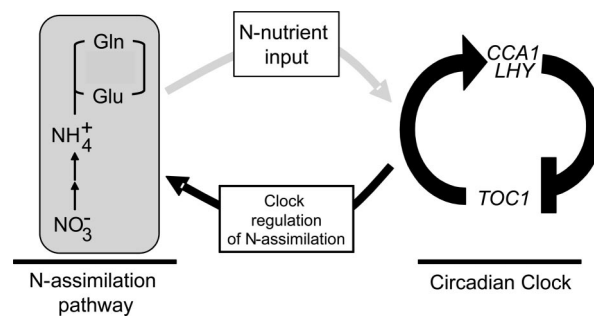 Gln
Glu
NH4+
NO3-
N-assimilation
pathway
N-nutrient
input
Clock
regulation
of N-assimilation
CCA1
LHY
TOC1
Circadian Clock